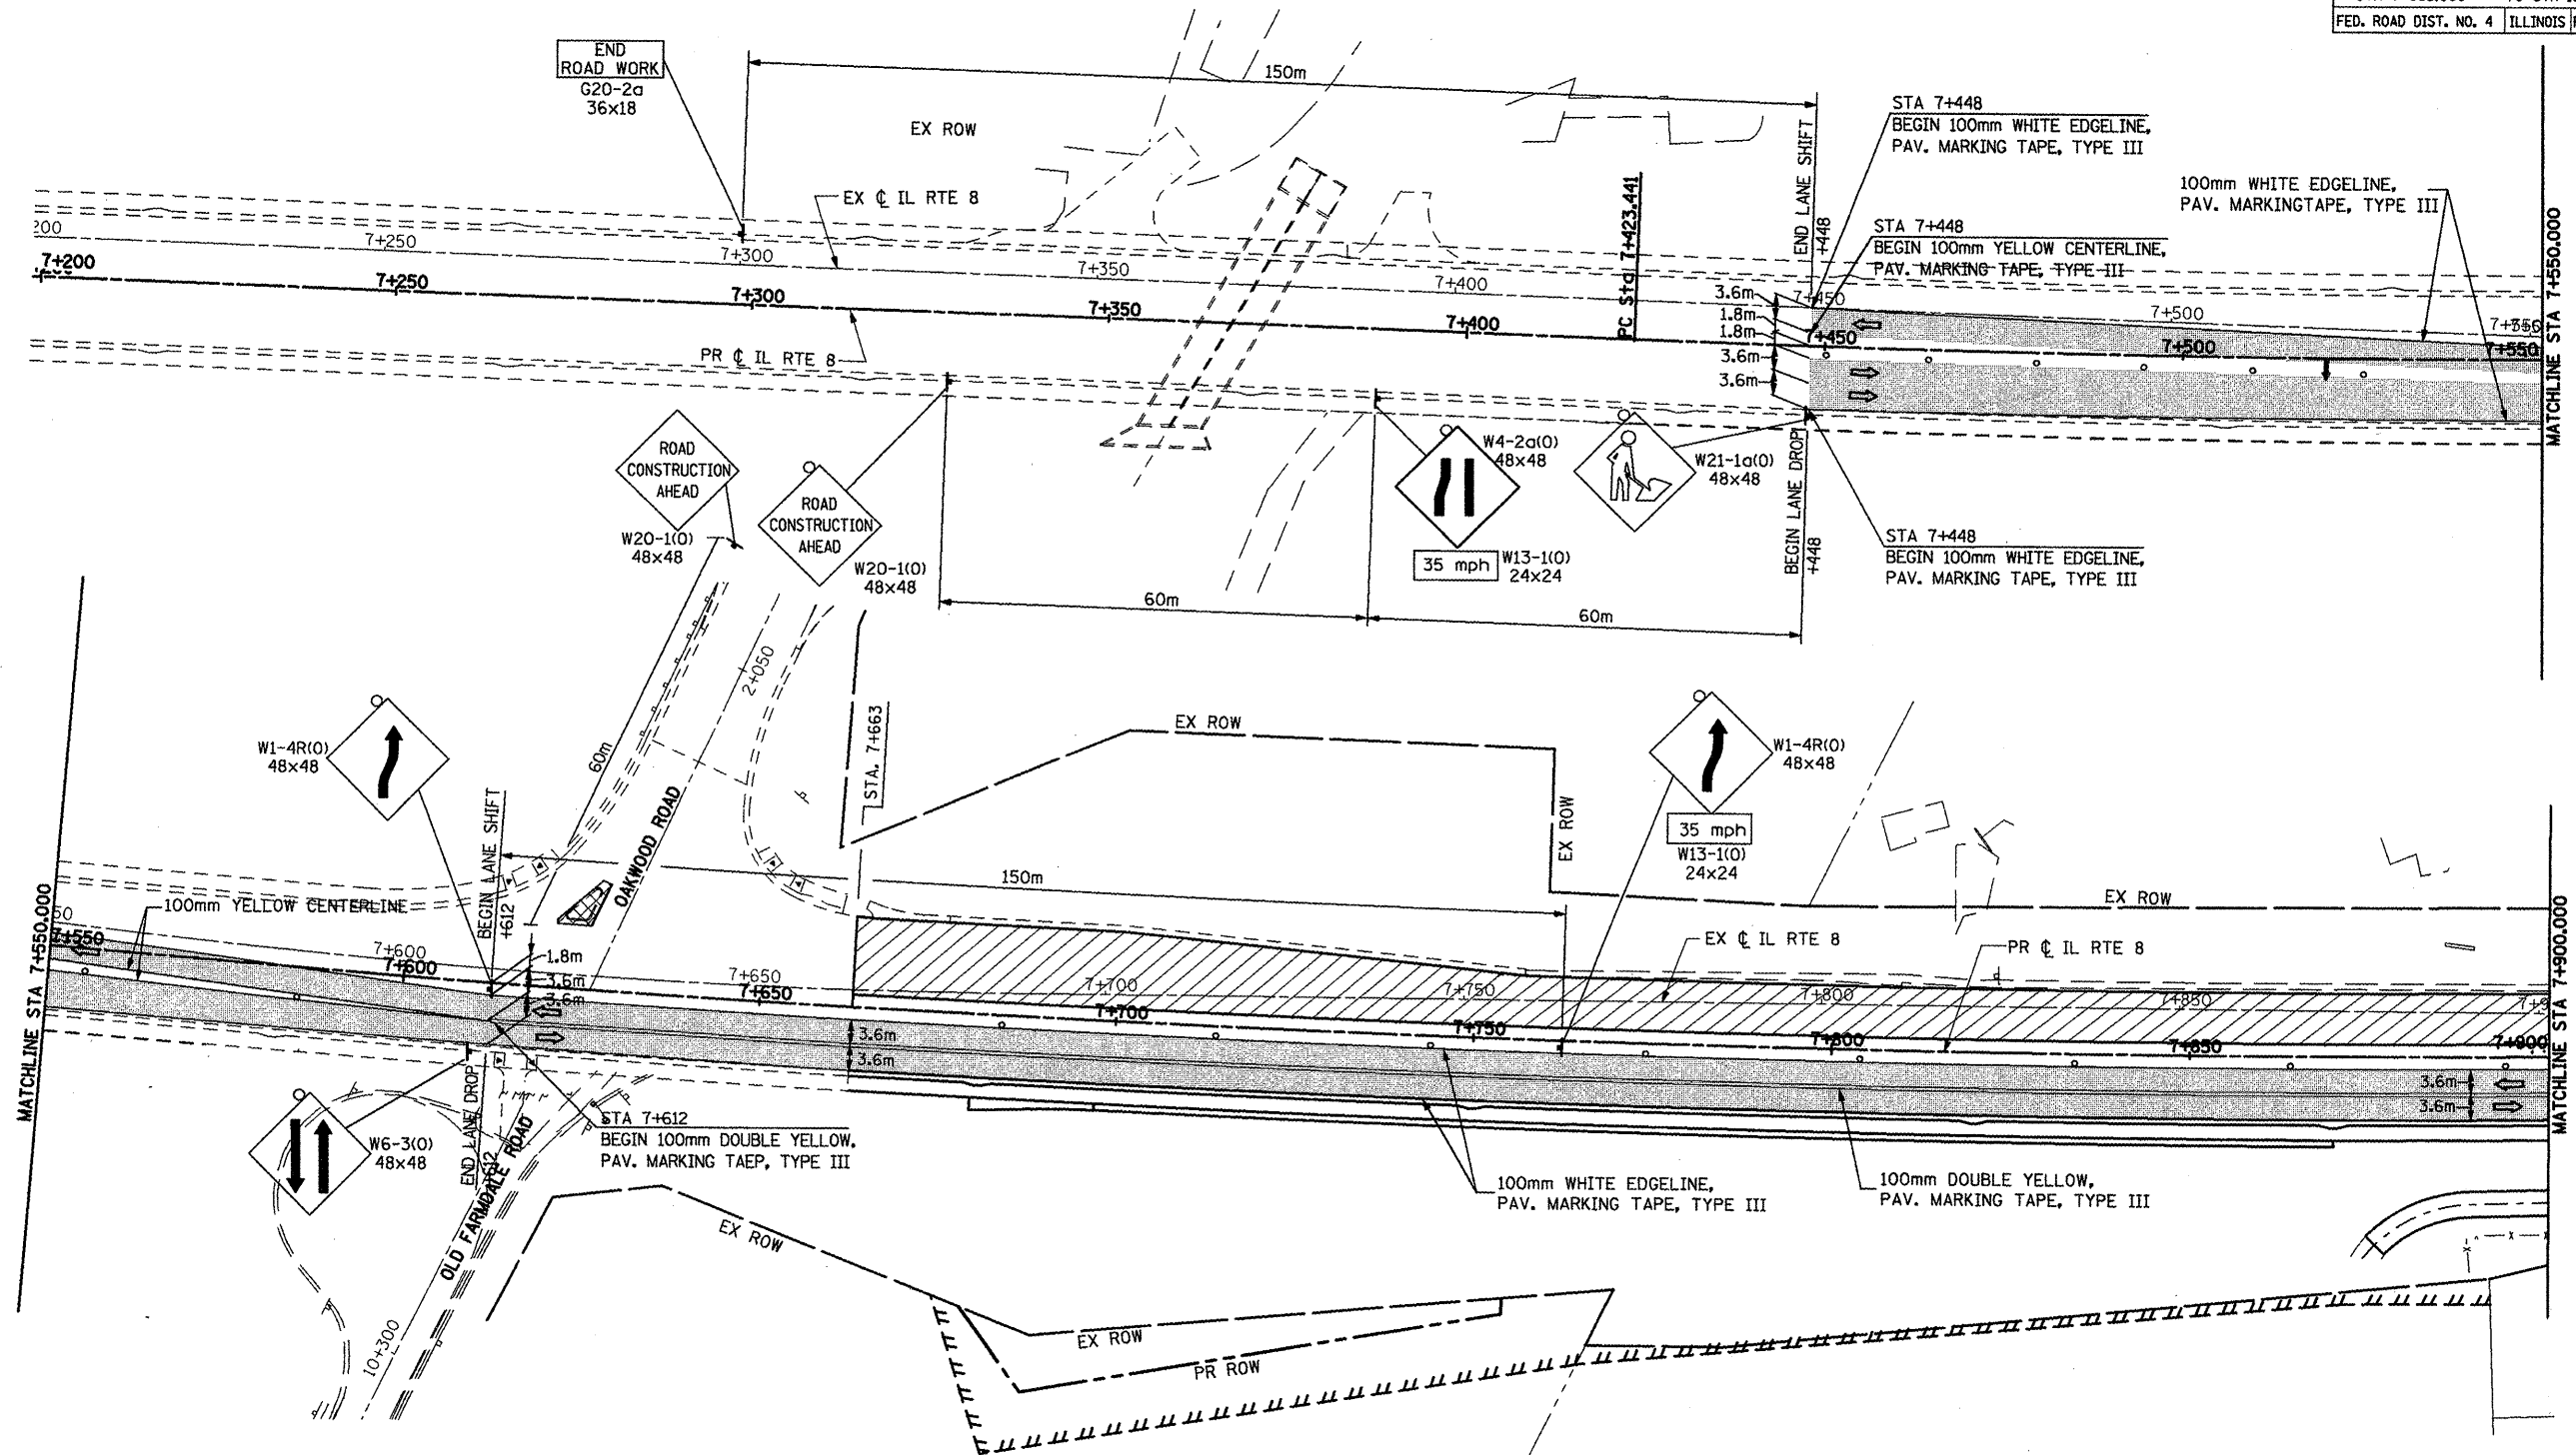 FED. ROAD DIST. NO. 4 ILLINOIS
END
ROAD WORK
G20-2a
36x18
150m
EX ROW
EX ℄ IL RTE 8
END LANE SHIFT
+448
STA 7+448
BEGIN 100mm WHITE EDGELINE,
PAV. MARKING TAPE, TYPE III
100mm WHITE EDGELINE,
PAV. MARKINGTAPE, TYPE III
STA 7+448
BEGIN 100mm YELLOW CENTERLINE,
PAV. MARKING TAPE, TYPE III
MATCHLINE STA 7+550.000
PC Sta 7+423.441
200
7+250
7+300
7+350
7+400
7+450
7+500
7+550
7+200
7+250
7+300
7+350
7+400
7+450
7+500
7+550
3.6m
1.8m
1.8m
3.6m
3.6m
PR ℄ IL RTE 8
ROAD
CONSTRUCTION
AHEAD
W20-1(O)
48x48
ROAD
CONSTRUCTION
AHEAD
W20-1(O)
48x48
W4-2a(O)
48x48
35 mph
W13-1(O)
24x24
W21-1a(O)
48x48
BEGIN LANE DROP
+448
STA 7+448
BEGIN 100mm WHITE EDGELINE,
PAV. MARKING TAPE, TYPE III
60m
60m
W1-4R(O)
48x48
60m
2+050
OAKWOOD ROAD
STA. 7+663
EX ROW
EX ROW
W1-4R(O)
48x48
35 mph
W13-1(O)
24x24
EX ROW
BEGIN LANE SHIFT
+612
150m
MATCHLINE STA 7+550.000
100mm YELLOW CENTERLINE
50
7+600
7+650
7+700
7+750
7+800
7+850
7+9
7+550
7+600
7+650
7+700
7+750
7+800
7+850
7+900
1.8m
3.6m
3.6m
3.6m
3.6m
EX ℄ IL RTE 8
PR ℄ IL RTE 8
3.6m
3.6m
MATCHLINE STA 7+900.000
W6-3(O)
48x48
END LANE DROP
+612
STA 7+612
BEGIN 100mm DOUBLE YELLOW.
PAV. MARKING TAEP, TYPE III
OLD FARMDALE ROAD
10+300
100mm WHITE EDGELINE,
PAV. MARKING TAPE, TYPE III
100mm DOUBLE YELLOW,
PAV. MARKING TAPE, TYPE III
EX ROW
EX ROW
PR ROW